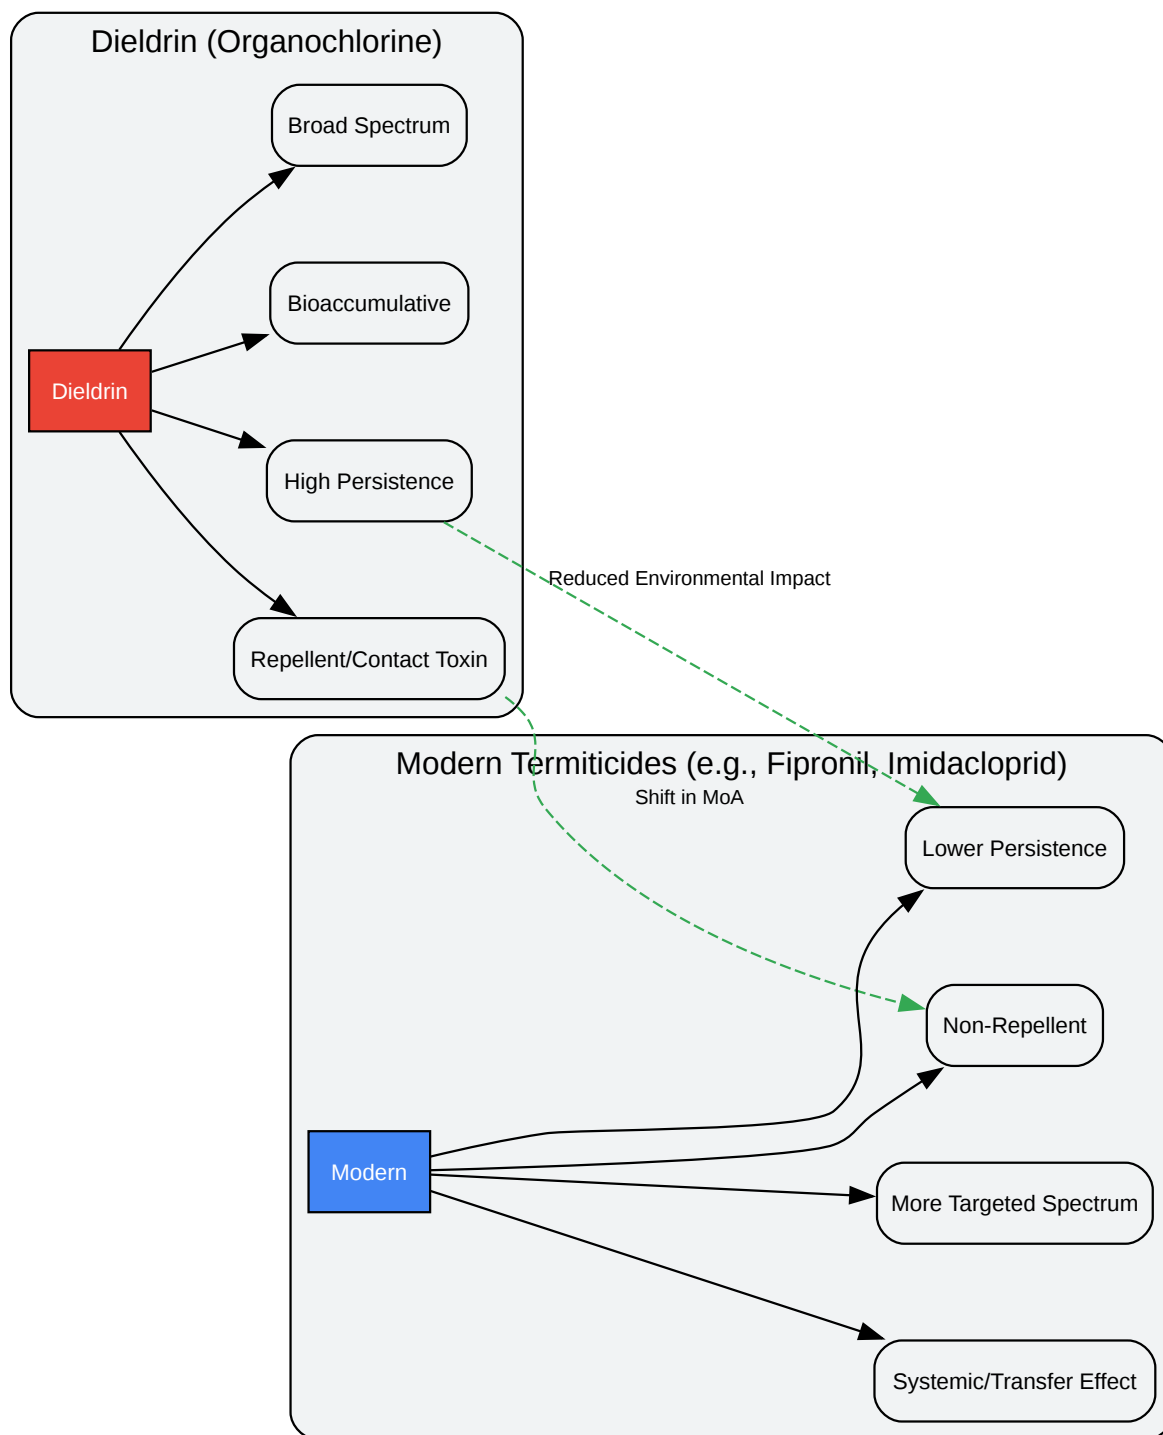 Dieldrin (Organochlorine)
Broad Spectrum
Bioaccumulative
Dieldrin
High Persistence
Reduced Environmental Impact
Repellent/Contact Toxin
Modern Termiticides (e.g., Fipronil, Imidacloprid)
Shift in MoA
Lower Persistence
Non-Repellent
Modern
More Targeted Spectrum
Systemic/Transfer Effect